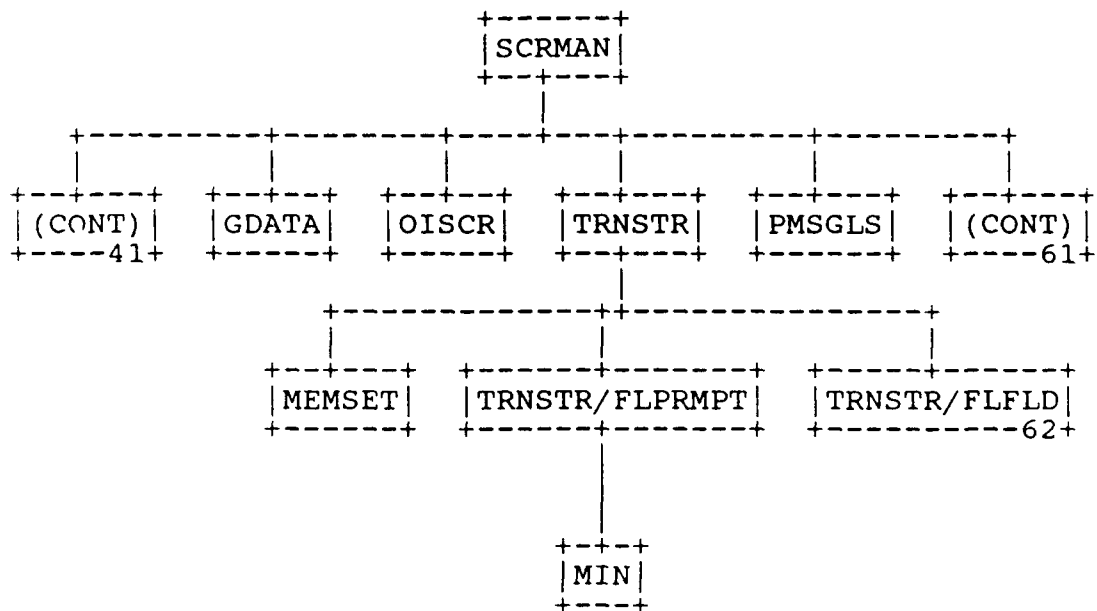 SCRMAN
(CONT) GDATA OISCR TRNSTR PMSGLS (CONT)
41 61
MEMSET TRNSTR/FLPRMPT TRNSTR/FLFLD
62
MIN